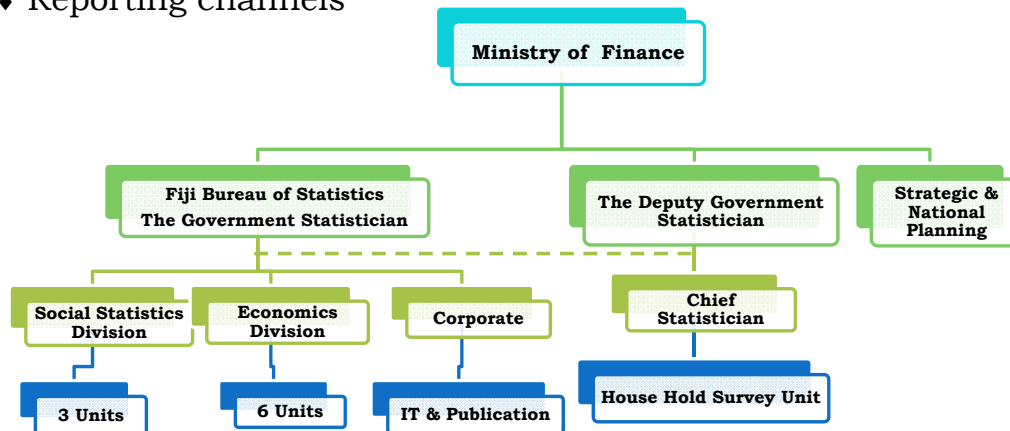 ♦ Reporting channels
Ministry of Finance
Fiji Bureau of Statistics
The Government Statistician
The Deputy Government
Statistician
Strategic &
National
Planning
Social Statistics
Division
Economics
Division
Corporate
Chief
Statistician
3 Units
6 Units
IT & Publication
House Hold Survey Unit